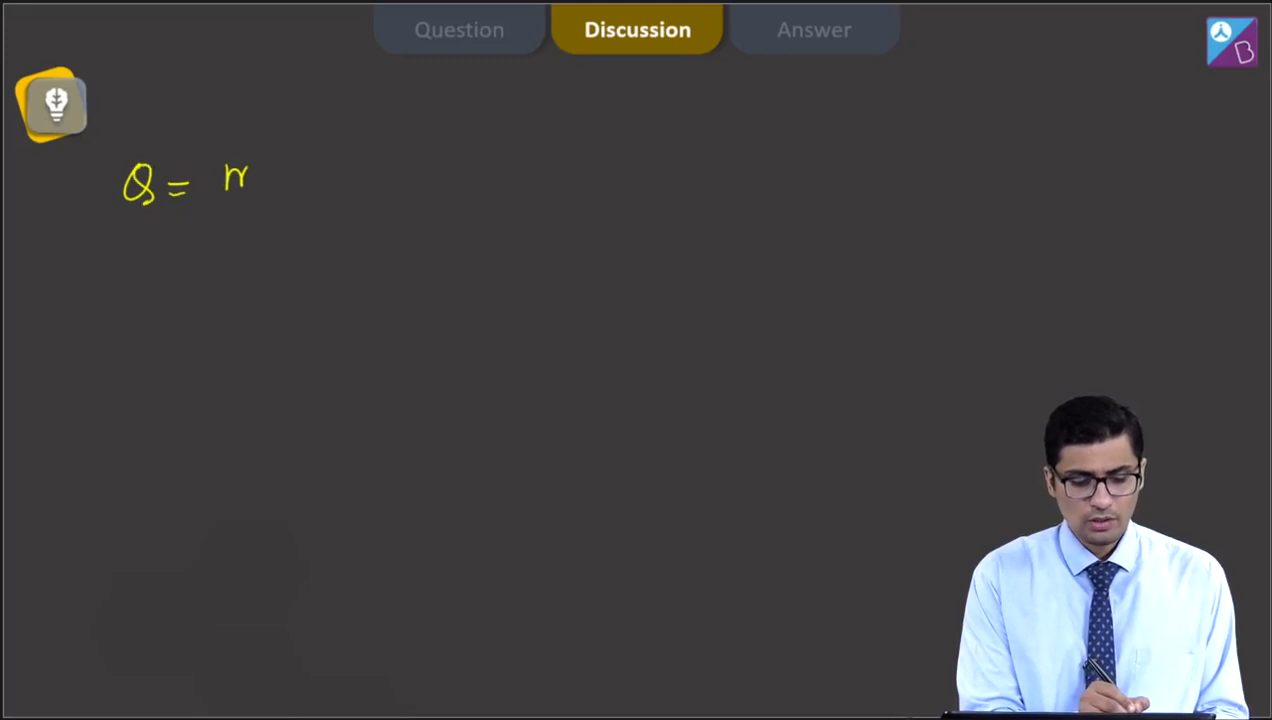 Question
Discussion
Answer
B
Q = n